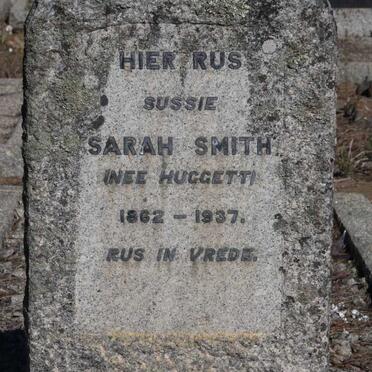 HIER RUS
SUSSIE
SARAH SMITH
(NEE HUGGETT)
1862 – 1937.
RUS IN VREDE.